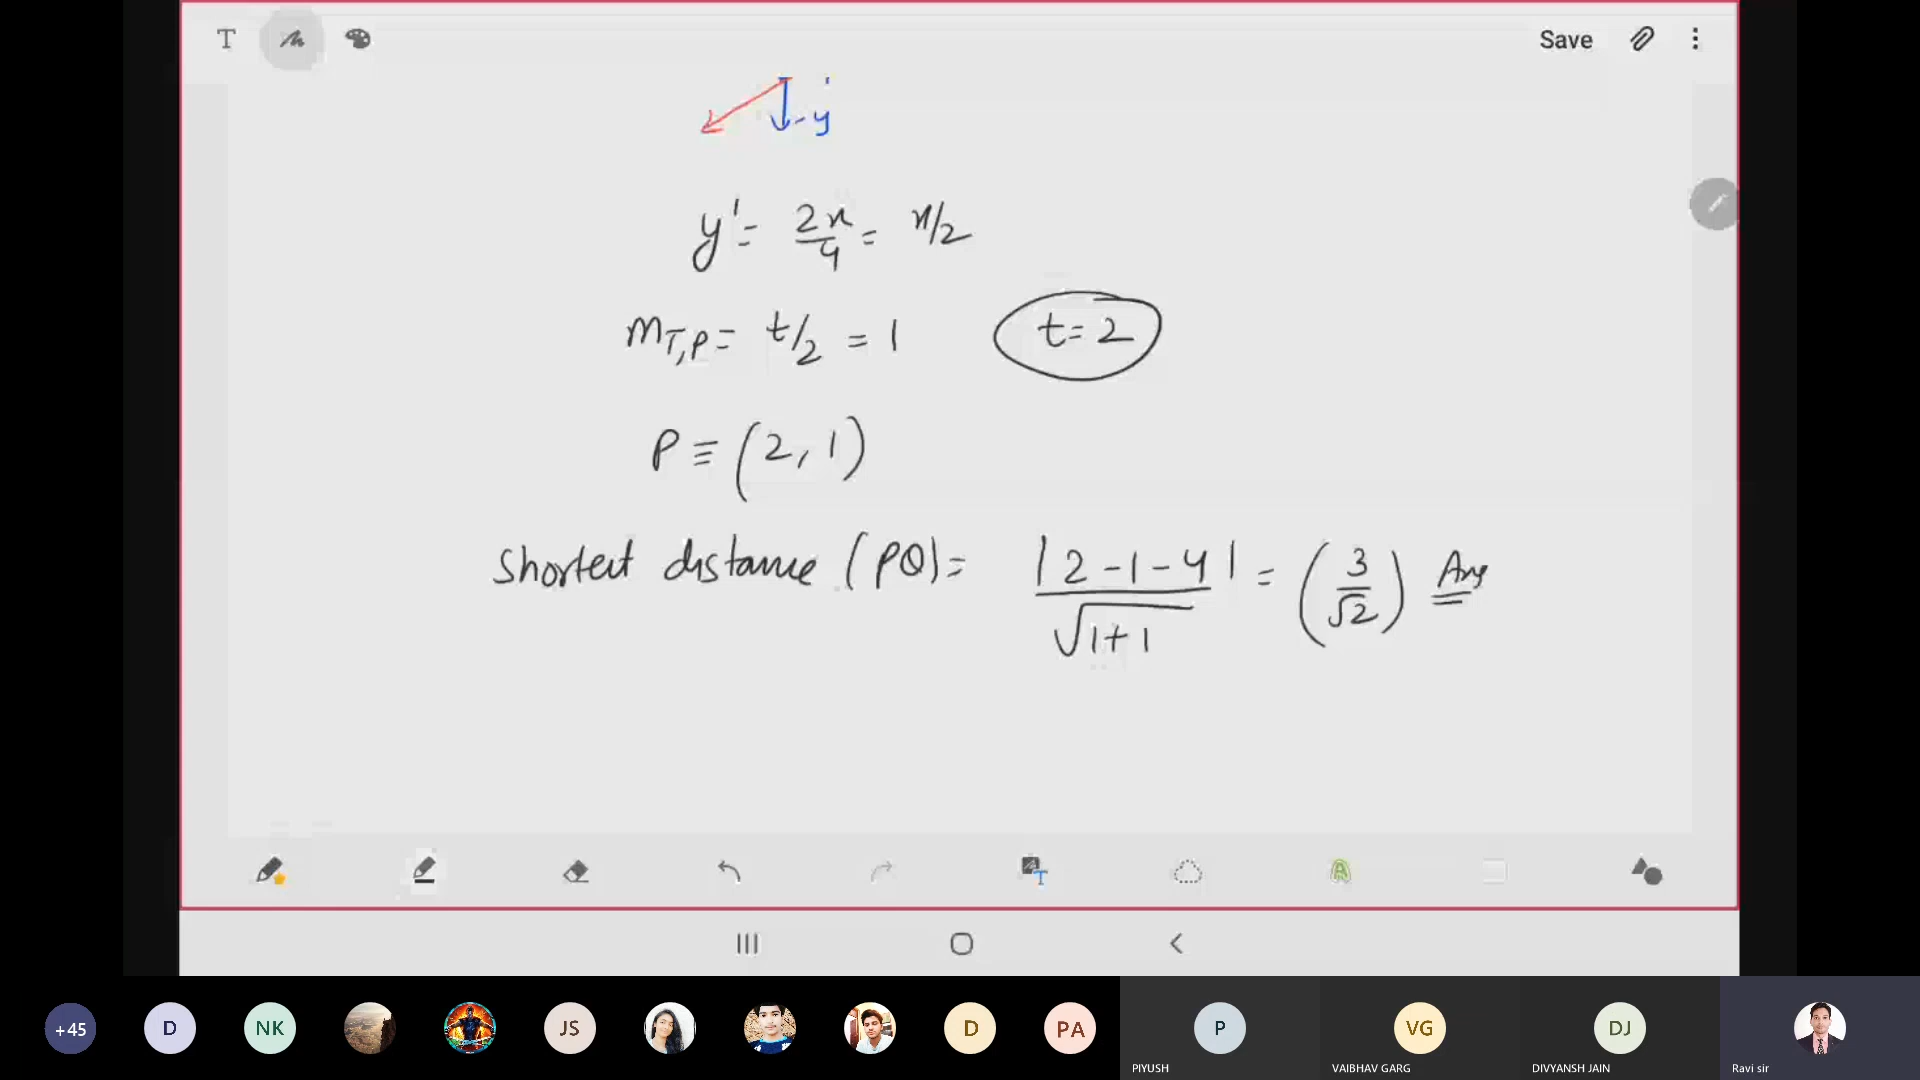 T
Save
-y
y' = 2x/4 = x/2
m_T,P = t/2 = 1 t=2
P ≡ (2, 1)
Shortest distance (PQ) = |2-1-4| / √1+1 = (3/√2) Ans
T
A
+45 D NK JS D PA P VG DJ
PIYUSH VAIBHAV GARG DIVYANSH JAIN Ravi sir